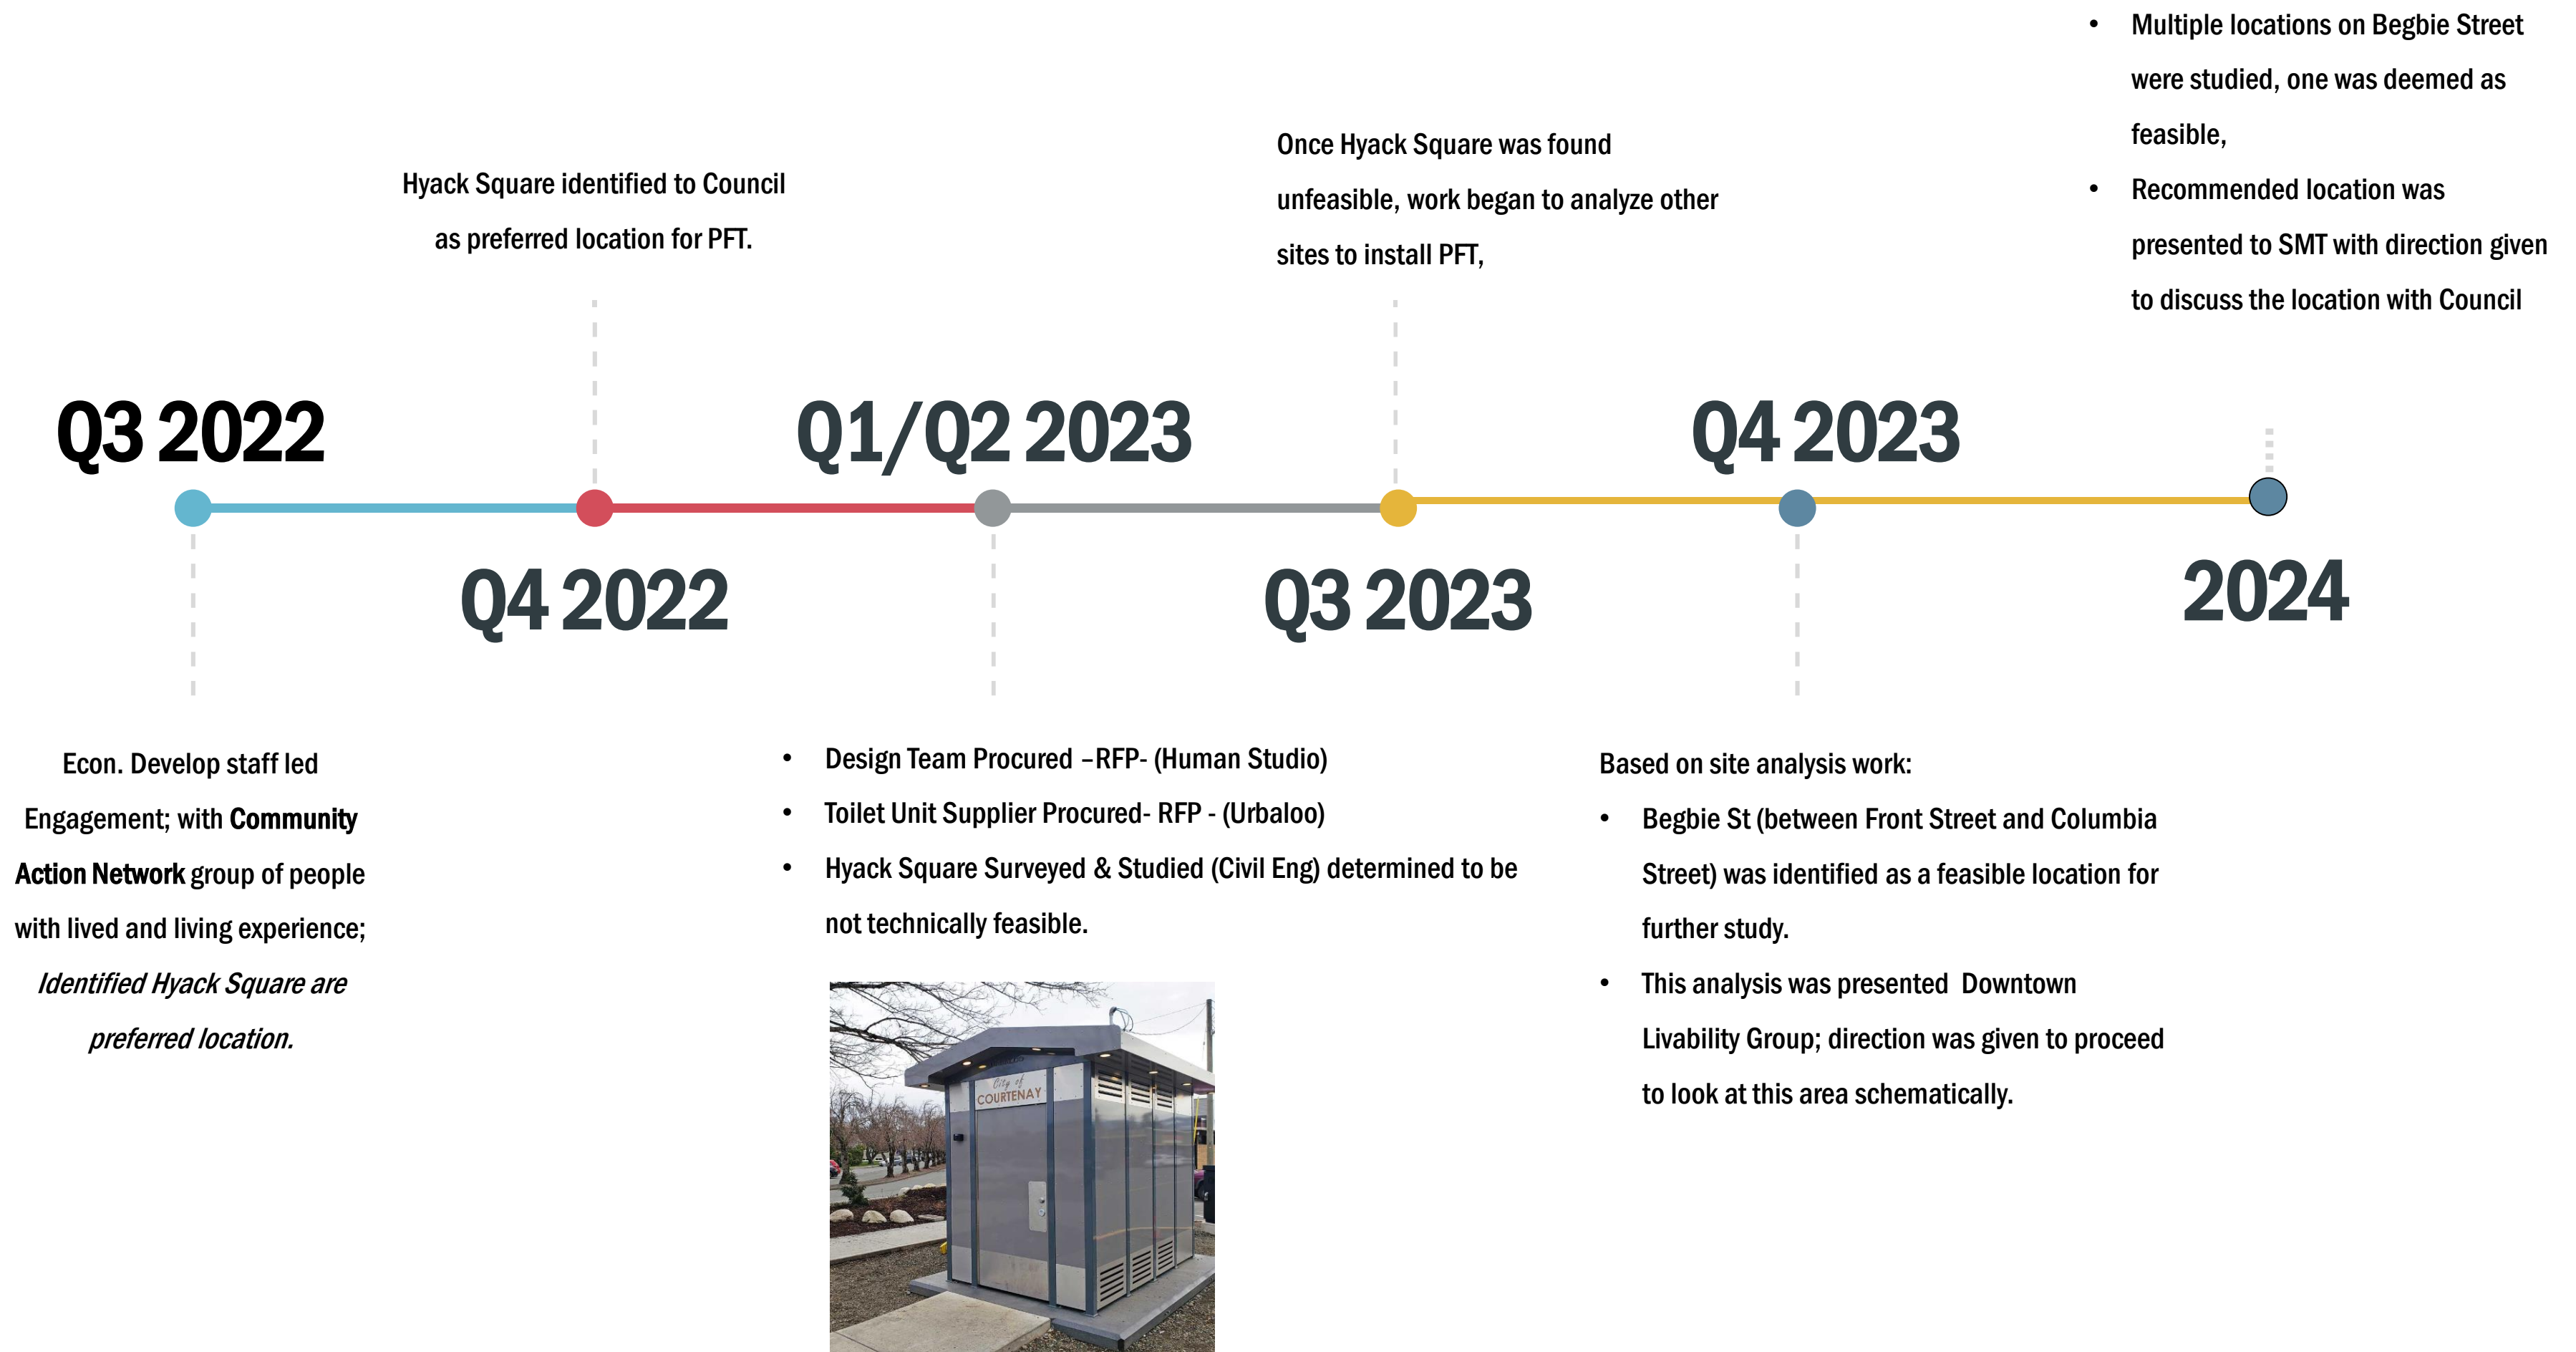 • Multiple locations on Begbie Street
were studied, one was deemed as
feasible,
• Recommended location was
presented to SMT with direction given
to discuss the location with Council
Once Hyack Square was found
unfeasible, work began to analyze other
sites to install PFT,
Hyack Square identified to Council
as preferred location for PFT.
Q3 2022
Q1/Q2 2023
Q4 2023
Q4 2022
Q3 2023
2024
Econ. Develop staff led
Engagement; with Community
Action Network group of people
with lived and living experience;
Identified Hyack Square are
preferred location.
• Design Team Procured –RFP- (Human Studio)
• Toilet Unit Supplier Procured- RFP - (Urbaloo)
• Hyack Square Surveyed & Studied (Civil Eng) determined to be
not technically feasible.
City of
COURTENAY
Based on site analysis work:
• Begbie St (between Front Street and Columbia
Street) was identified as a feasible location for
further study.
• This analysis was presented  Downtown
Livability Group; direction was given to proceed
to look at this area schematically.